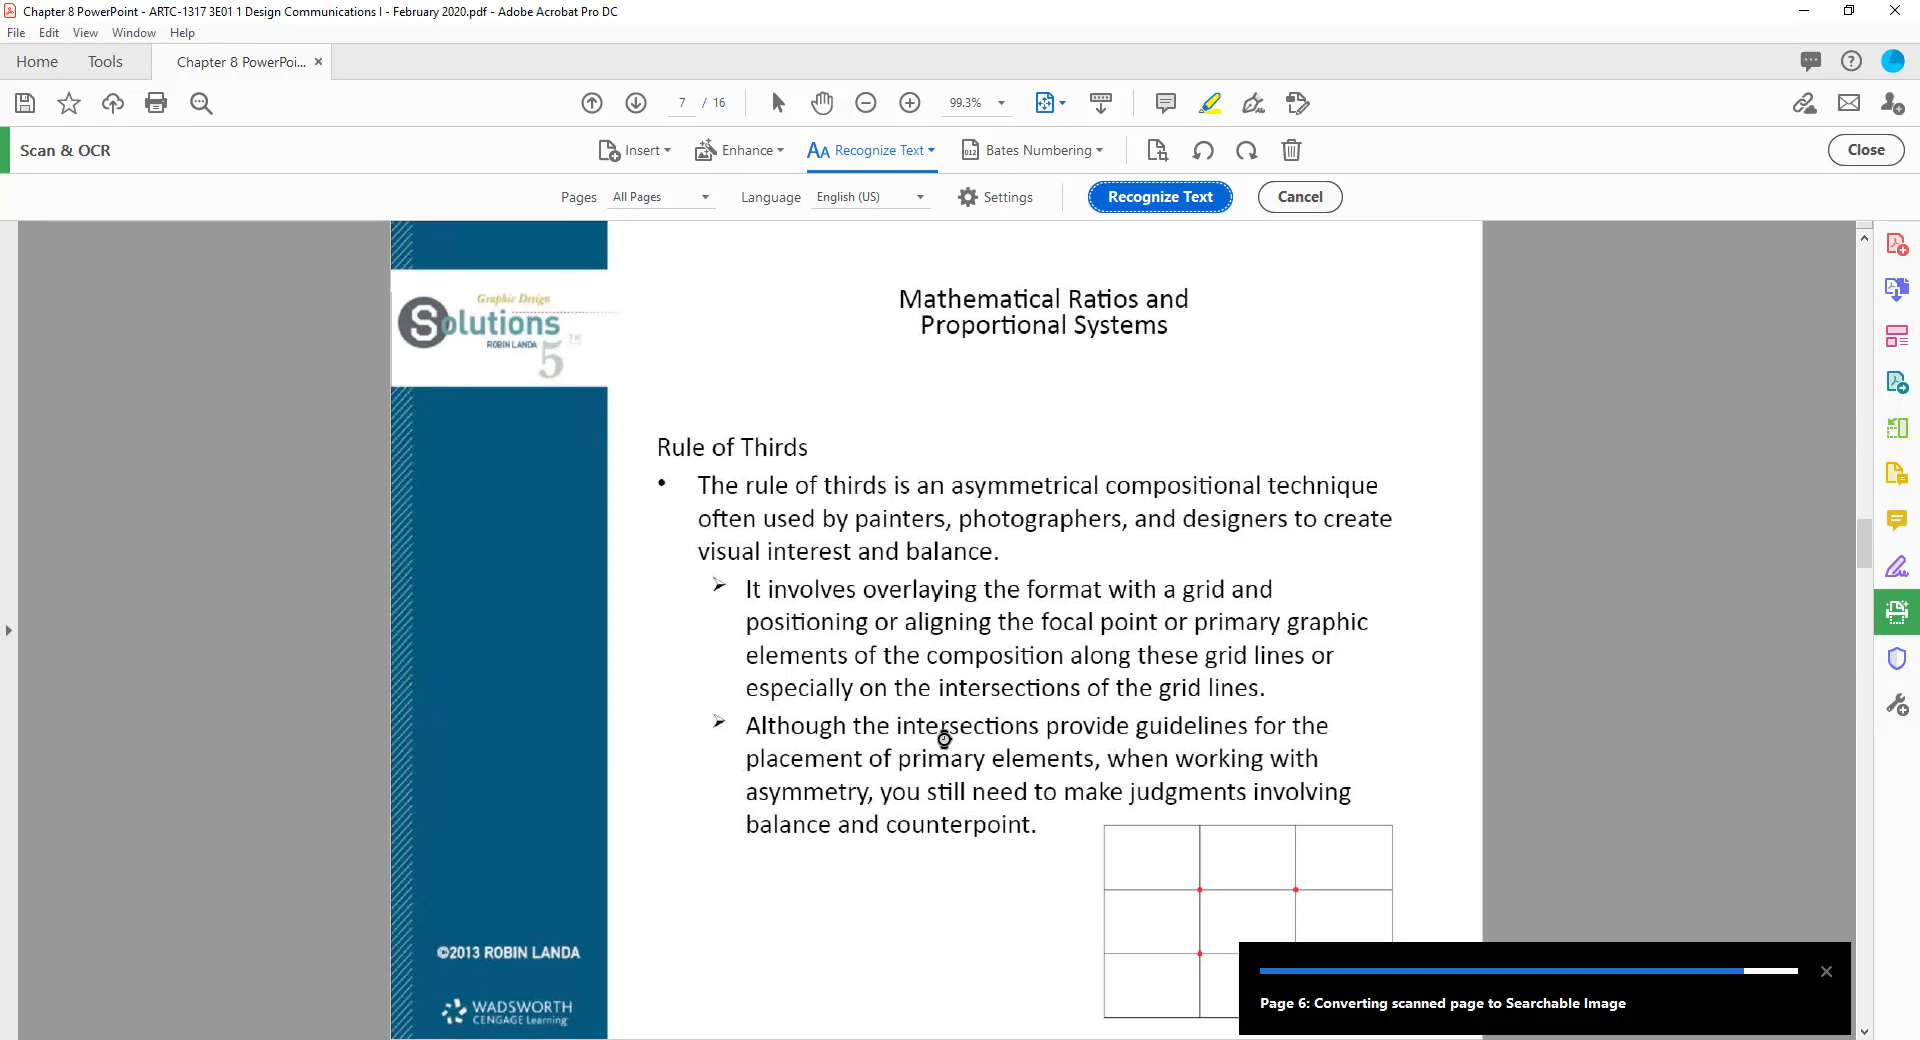 Chapter 8 PowerPoint - ARTC-1317 3E01 1 Design Communications I - February 2020.pdf - Adobe Acrobat Pro DC
File Edit View Window Help
Home Tools Chapter 8 PowerPoi... ×
7 / 16 99.3%
Scan & OCR Insert Enhance Recognize Text Bates Numbering Close
Pages All Pages Language English (US) Settings Recognize Text Cancel
Graphic Design
Solutions
ROBIN LANDA
5TH
Mathematical Ratios and
Proportional Systems
Rule of Thirds
• The rule of thirds is an asymmetrical compositional technique
often used by painters, photographers, and designers to create
visual interest and balance.
➢ It involves overlaying the format with a grid and
positioning or aligning the focal point or primary graphic
elements of the composition along these grid lines or
especially on the intersections of the grid lines.
➢ Although the intersections provide guidelines for the
placement of primary elements, when working with
asymmetry, you still need to make judgments involving
balance and counterpoint.
©2013 ROBIN LANDA
WADSWORTH
CENGAGE Learning
Page 6: Converting scanned page to Searchable Image